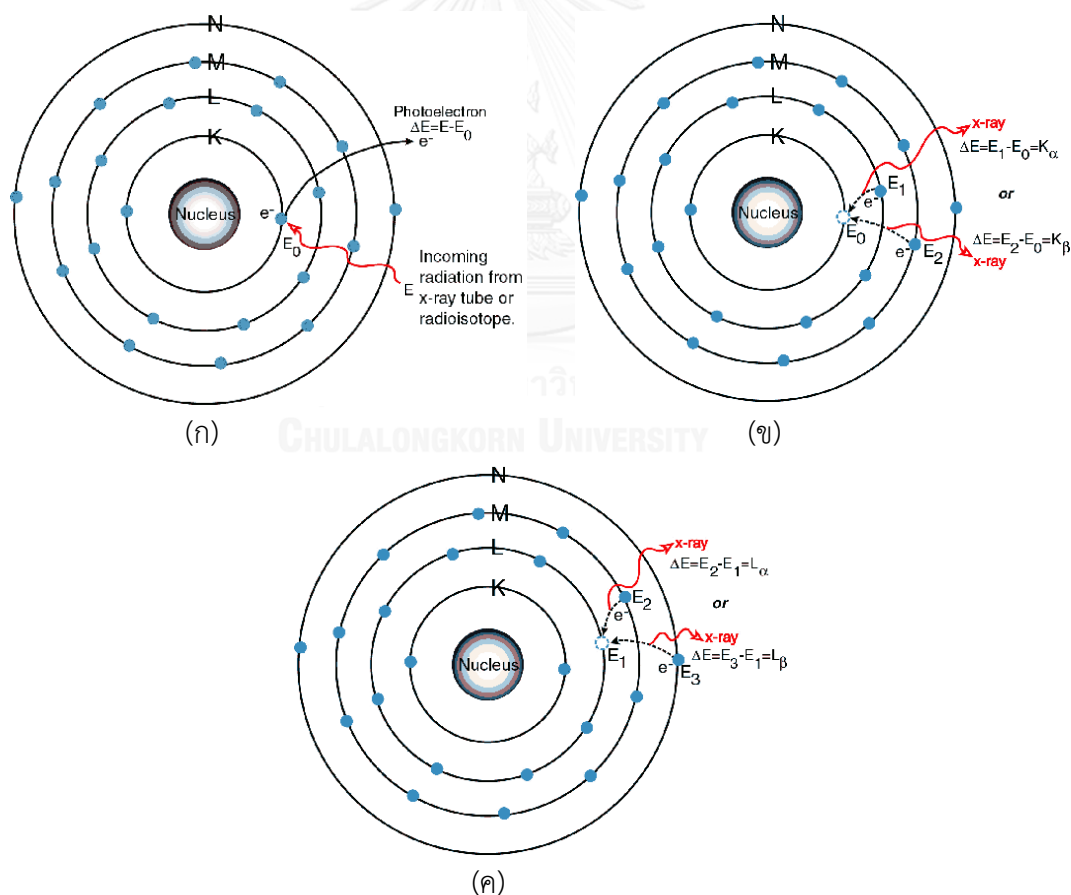 N
M
L
K
Nucleus
e-
E0
E
Photoelectron
ΔE=E-E0
e-
Incoming
radiation from
x-ray tube or
radioisotope.
(ก)
N
M
L
K
Nucleus
E0
e-
E1
e-
E2
x-ray
ΔE=E1-E0=Kα
or
ΔE=E2-E0=Kβ
x-ray
(ข)
CHULALONGKORN UNIVERSITY
N
M
L
K
Nucleus
E1
e-
E2
e-
E3
x-ray
ΔE=E2-E1=Lα
or
x-ray
ΔE=E3-E1=Lβ
(ค)